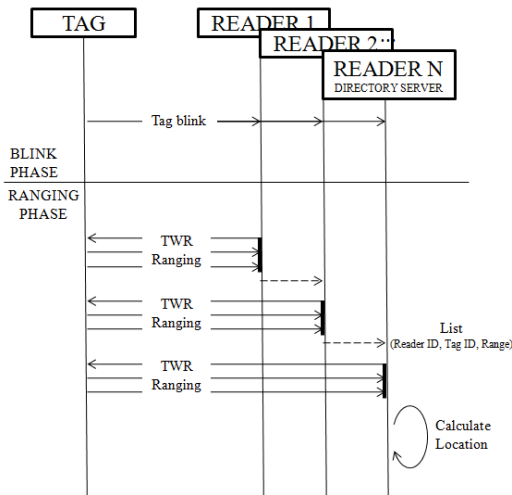 TAG
READER 1
READER 2...
READER N
DIRECTORY SERVER
Tag blink
BLINK
PHASE
RANGING
PHASE
TWR
Ranging
TWR
Ranging
List
(Reader ID, Tag ID, Range)
TWR
Ranging
Calculate
Location